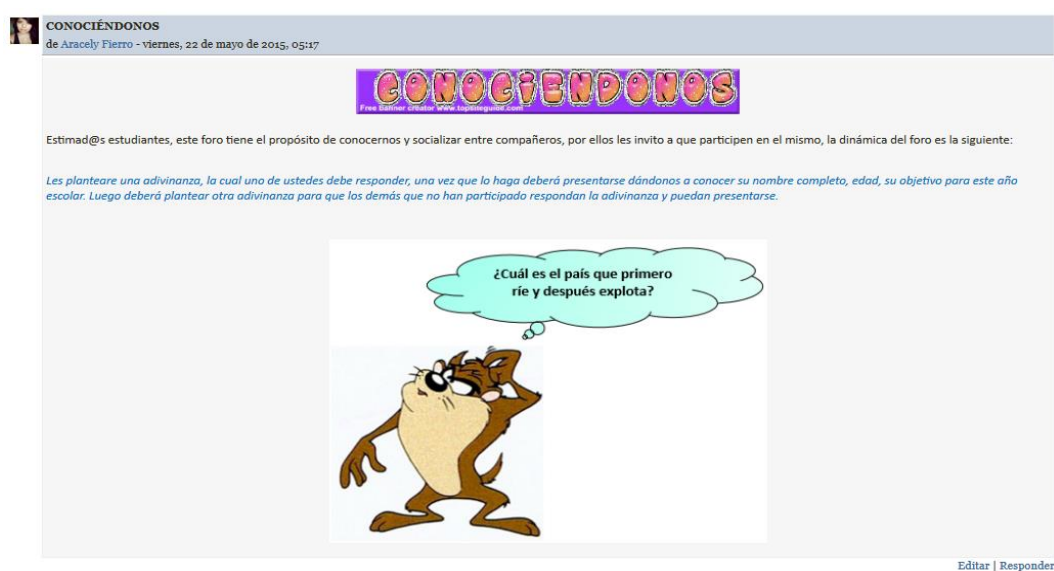 CONOCIÉNDONOS
de Aracely Fierro - viernes, 22 de mayo de 2015, 05:17
CONOCiENDONOS
Free Banner creator www.topsiteguide.com
Estimad@s estudiantes, este foro tiene el propósito de conocernos y socializar entre compañeros, por ellos les invito a que participen en el mismo, la dinámica del foro es la siguiente:
Les planteare una adivinanza, la cual uno de ustedes debe responder, una vez que lo haga deberá presentarse dándonos a conocer su nombre completo, edad, su objetivo para este año
escolar. Luego deberá plantear otra adivinanza para que los demás que no han participado respondan la adivinanza y puedan presentarse.
¿Cuál es el país que primero
ríe y después explota?
Editar | Responder